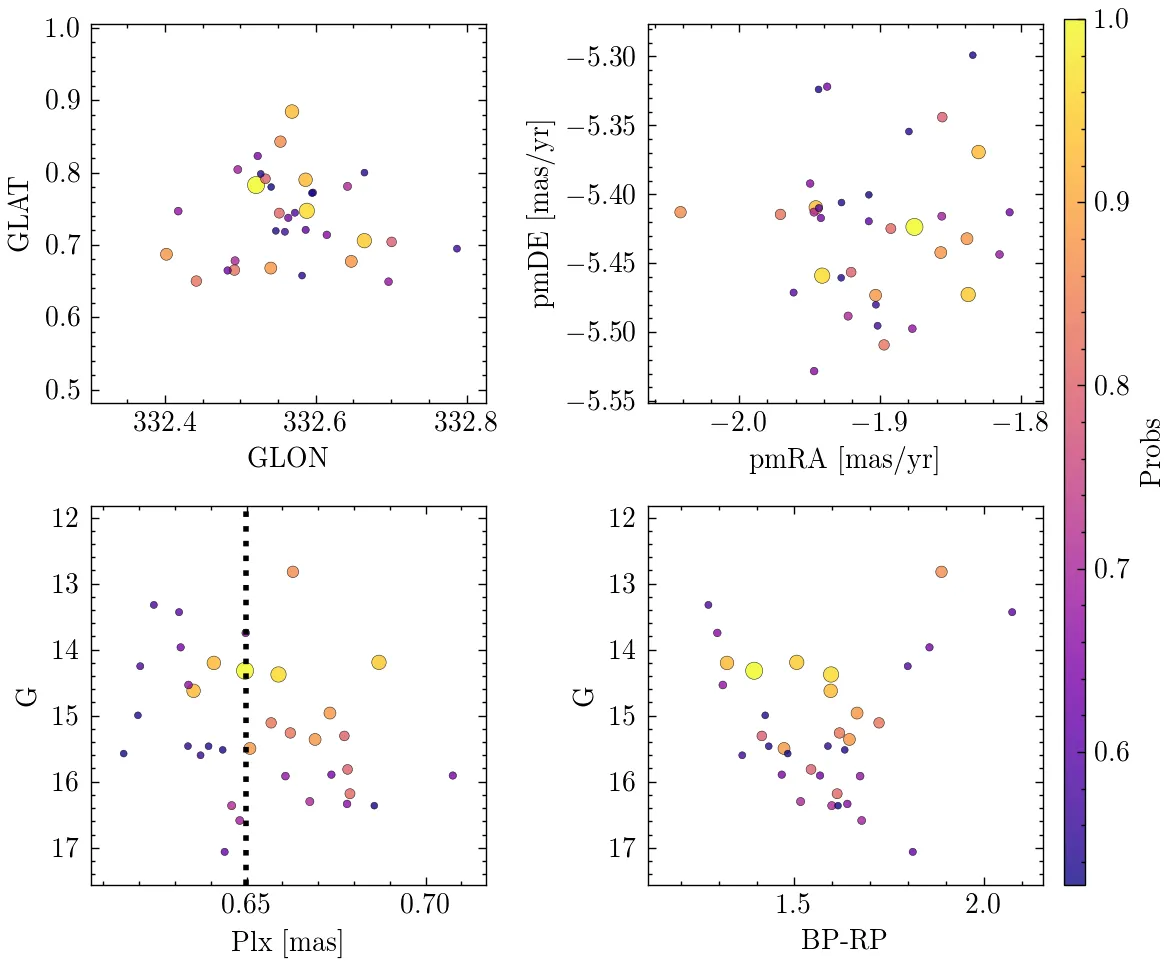 1.0
0.9
0.8
0.7
0.6
0.5
GLAT
332.4 332.6 332.8
GLON
−5.30
−5.35
−5.40
−5.45
−5.50
−5.55
pmDE [mas/yr]
−2.0 −1.9 −1.8
pmRA [mas/yr]
12
13
14
15
16
17
G
0.65 0.70
Plx [mas]
12
13
14
15
16
17
G
1.5 2.0
BP-RP
1.0
0.9
0.8
0.7
0.6
Probs